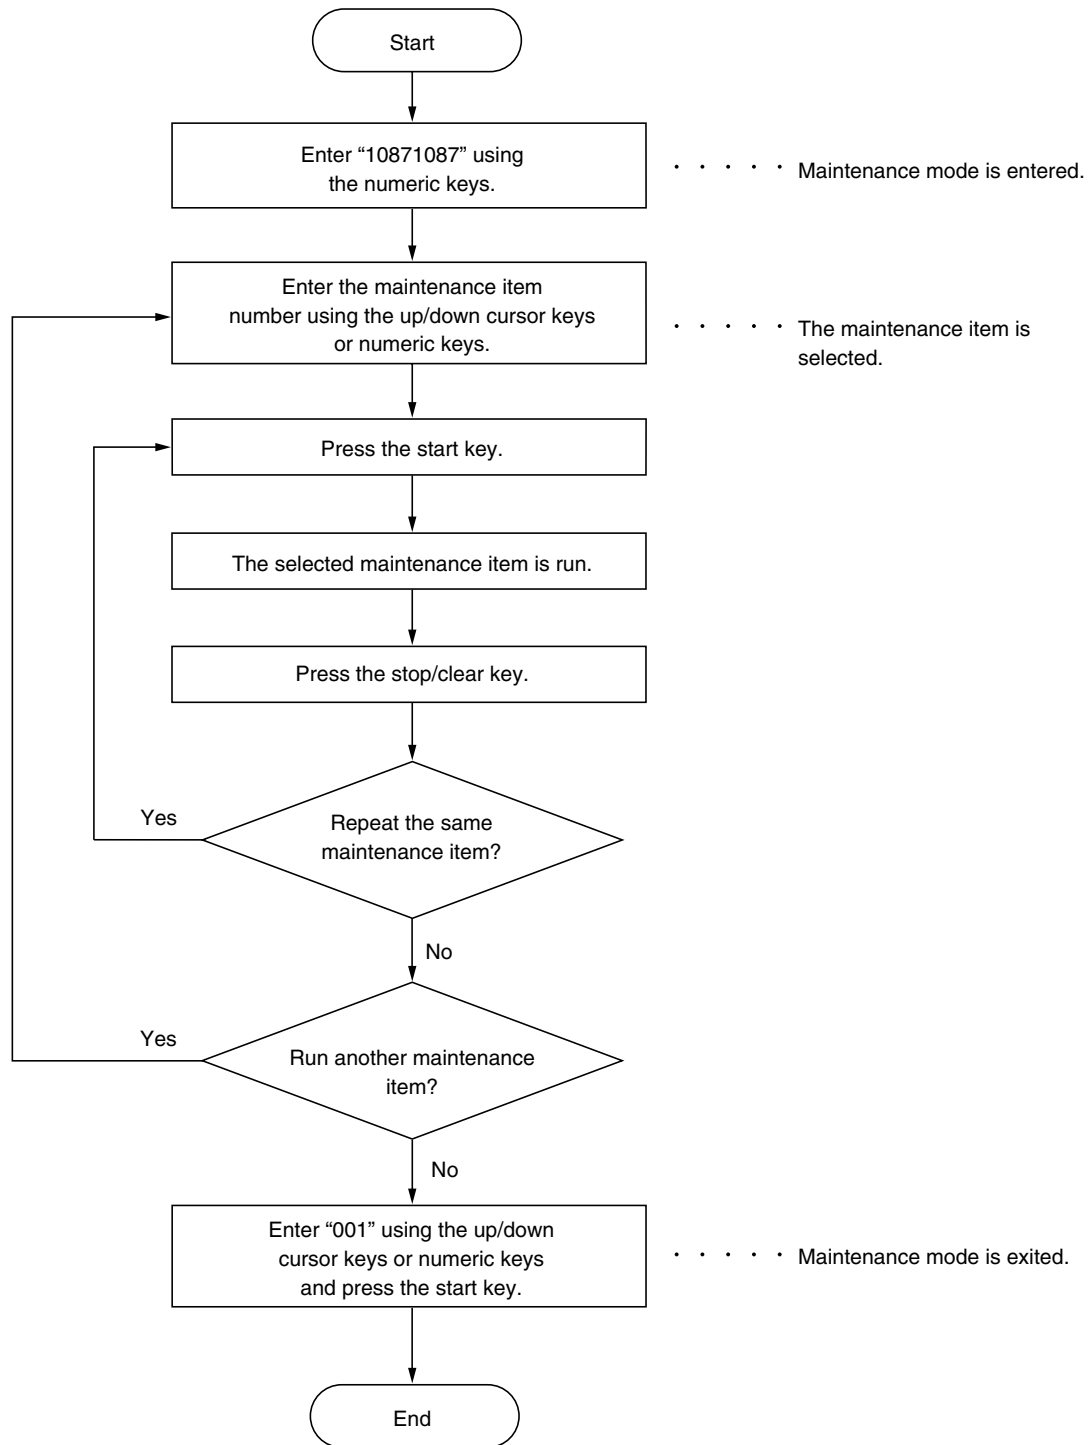 Start
Enter “10871087” using
the numeric keys.
Maintenance mode is entered.
Enter the maintenance item
number using the up/down cursor keys
or numeric keys.
The maintenance item is
selected.
Press the start key.
The selected maintenance item is run.
Press the stop/clear key.
Yes
Repeat the same
maintenance item?
No
Yes
Run another maintenance
item?
No
Enter “001” using the up/down
cursor keys or numeric keys
and press the start key.
Maintenance mode is exited.
End